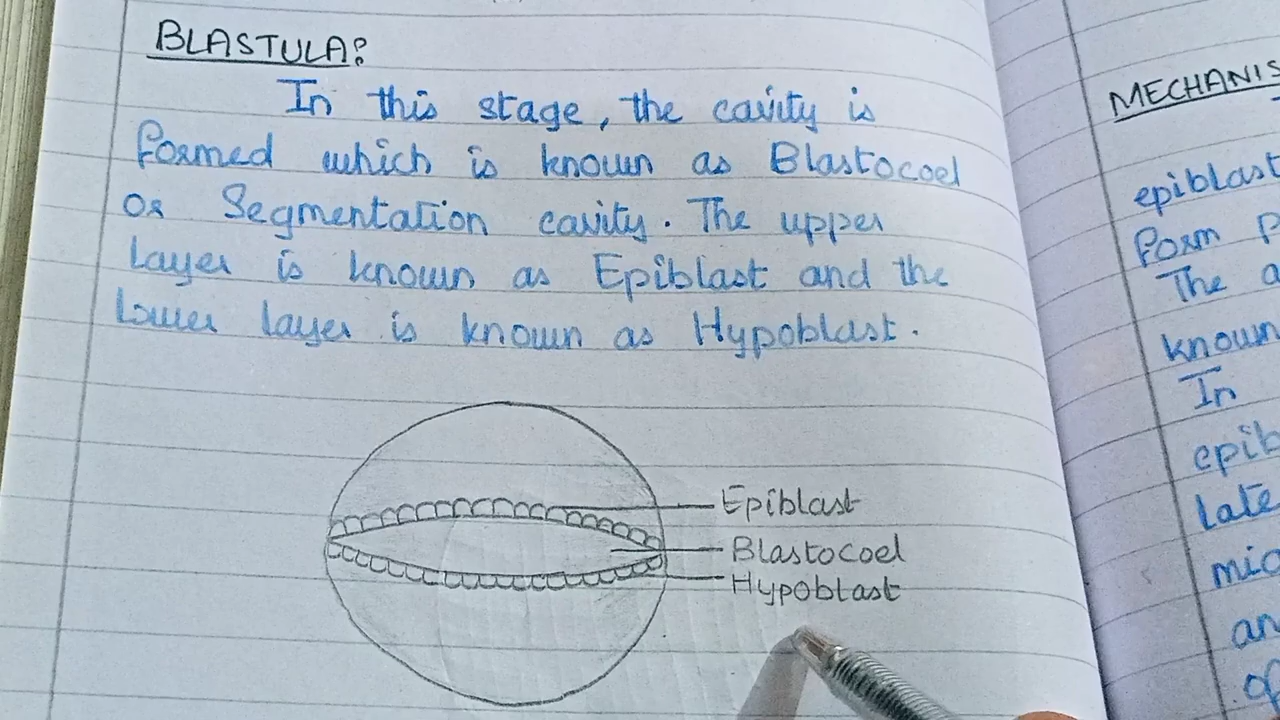 BLASTULA:
In this stage, the cavity is
formed which is known as Blastocoel
or Segmentation cavity. The upper
layer is known as Epiblast and the
lower layer is known as Hypoblast.
Epiblast
Blastocoel
Hypoblast
MECHANIS
epiblast
form P
The a
known
In
epib
late
mid
an
of